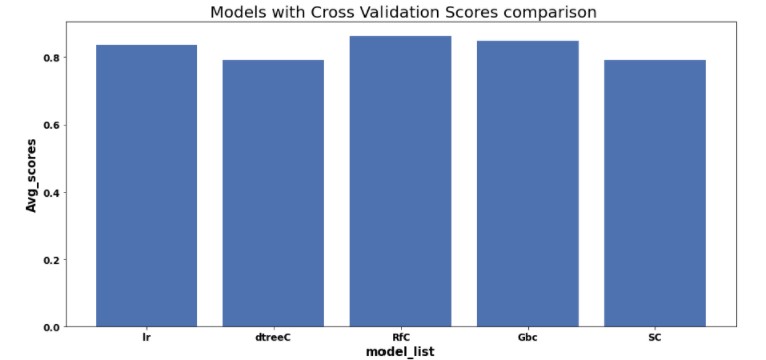 Models with Cross Validation Scores comparison
Avg_scores
0.8
0.6
0.4
0.2
0.0
lr
dtreeC
RfC
Gbc
SC
model_list